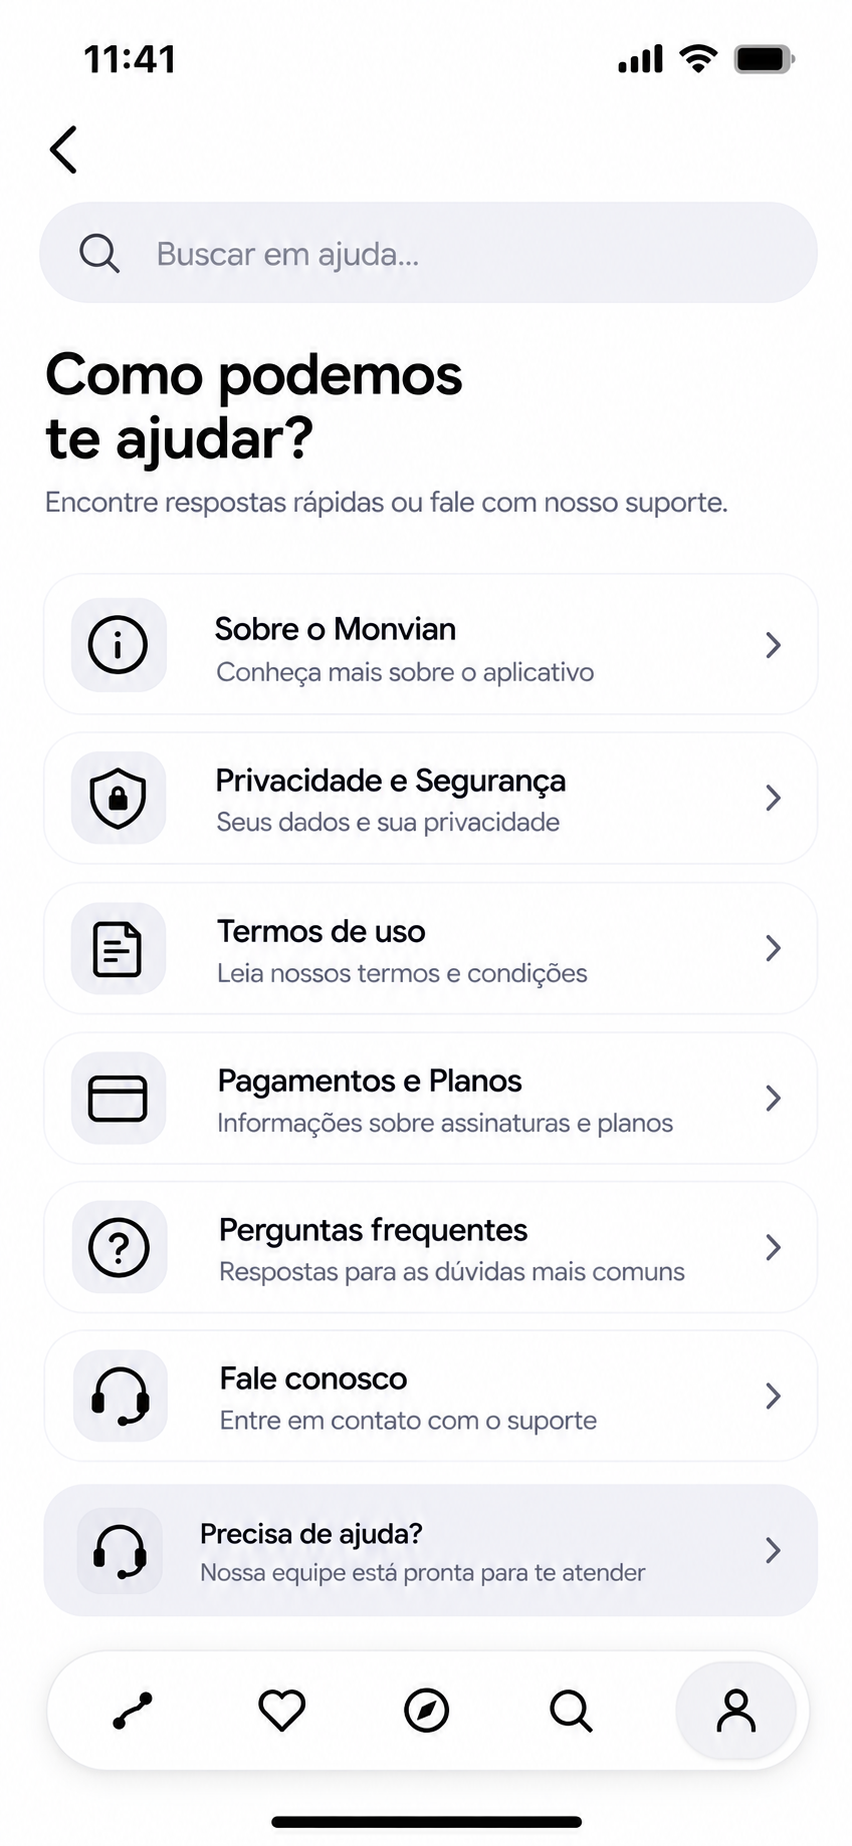 11:41
Buscar em ajuda...
Como podemos
te ajudar?
Encontre respostas rápidas ou fale com nosso suporte.
Sobre o Monvian
Conheça mais sobre o aplicativo
Privacidade e Segurança
Seus dados e sua privacidade
Termos de uso
Leia nossos termos e condições
Pagamentos e Planos
Informações sobre assinaturas e planos
Perguntas frequentes
Respostas para as dúvidas mais comuns
Fale conosco
Entre em contato com o suporte
Precisa de ajuda?
Nossa equipe está pronta para te atender